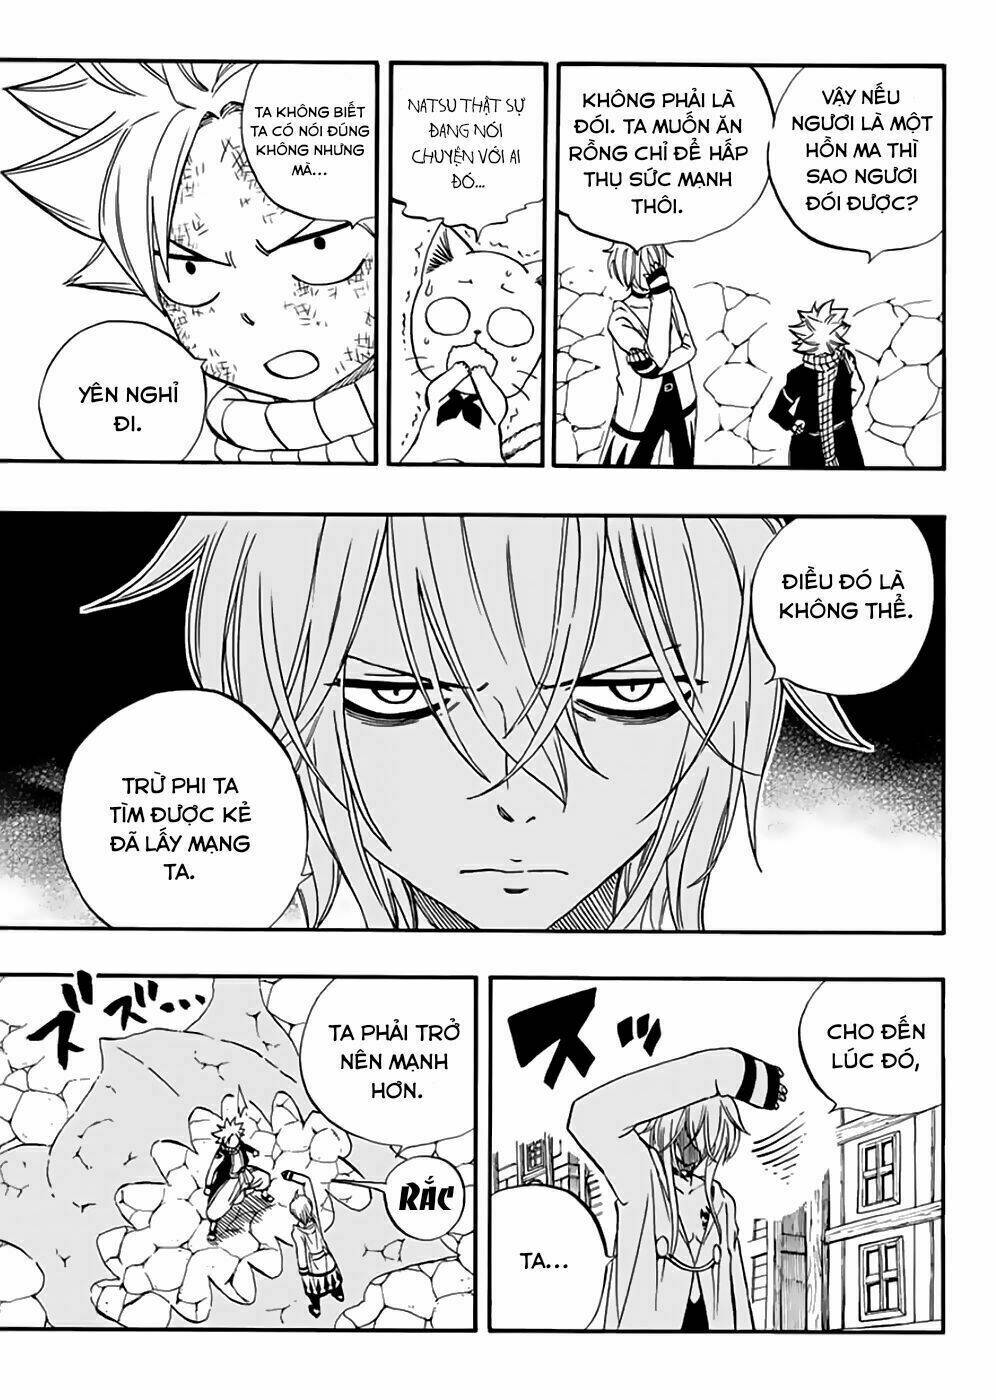 VẬY NẾU
NGƯƠI LÀ MỘT
HỒN MA THÌ
SAO NGƯƠI
ĐÓI ĐƯỢC?
KHÔNG PHẢI LÀ
ĐÓI. TA MUỐN ĂN
RỒNG CHỈ ĐỂ HẤP
THỤ SỨC MẠNH
THÔI.
NATSU THẬT SỰ
ĐANG NÓI
CHUYỆN VỚI AI
ĐÓ...
TA KHÔNG BIẾT
TA CÓ NÓI ĐÚNG
KHÔNG NHƯNG
MÀ...
YÊN NGHỈ
ĐI.
ĐIỀU ĐÓ LÀ
KHÔNG THỂ.
TRỪ PHI TA
TÌM ĐƯỢC KẺ
ĐÃ LẤY MẠNG
TA.
CHO ĐẾN
LÚC ĐÓ,
ズッ
TA...
TA PHẢI TRỞ
NÊN MẠNH
HƠN.
RẮC
ズズ...